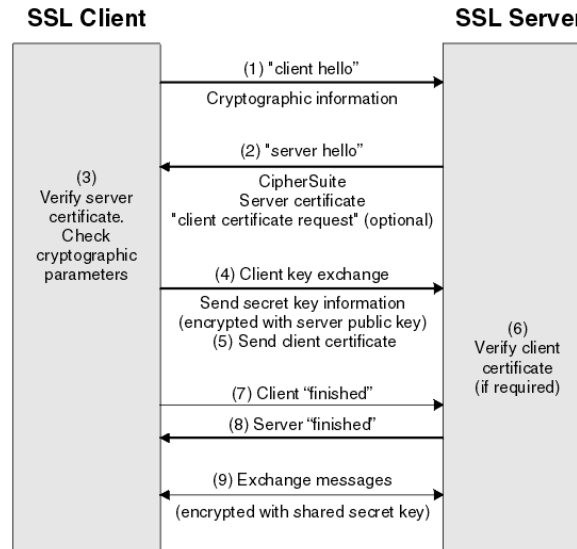 SSL Client
SSL Server
(1) "client hello”
Cryptographic information
(2) "server hello”
CipherSuite
Server certificate
"client certificate request" (optional)
(3)
Verify server
certificate.
Check
cryptographic
parameters
(4) Client key exchange
Send secret key information
(encrypted with server public key)
(5) Send client certificate
(6)
Verify client
certificate
(if required)
(7) Client “finished”
(8) Server “finished”
(9) Exchange messages
(encrypted with shared secret key)